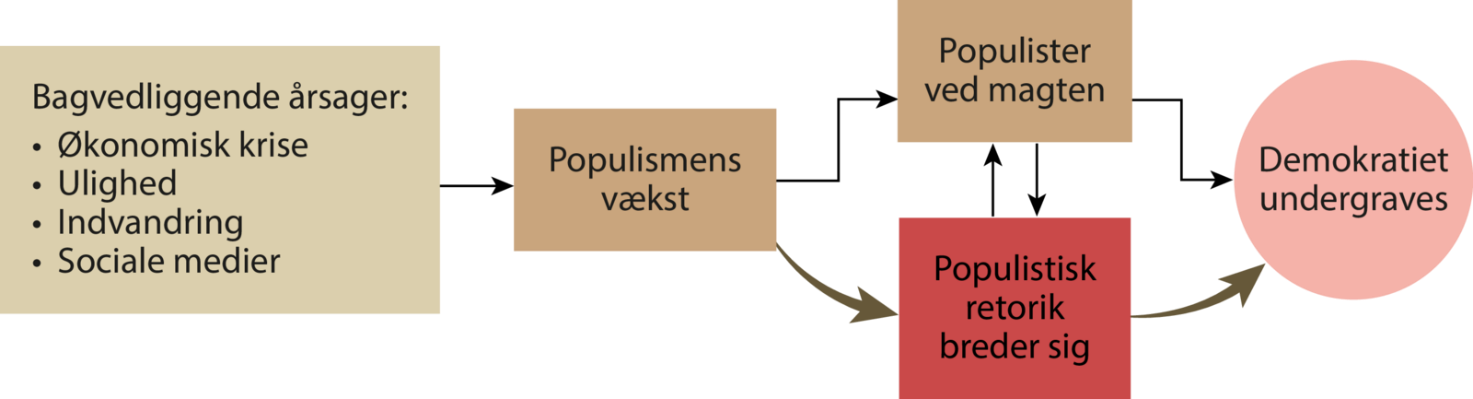 Bagvedliggende årsager:
• Økonomisk krise
• Ulighed
• Indvandring
• Sociale medier
Populismens
vækst
Populister
ved magten
Populistisk
retorik
breder sig
Demokratiet
undergraves